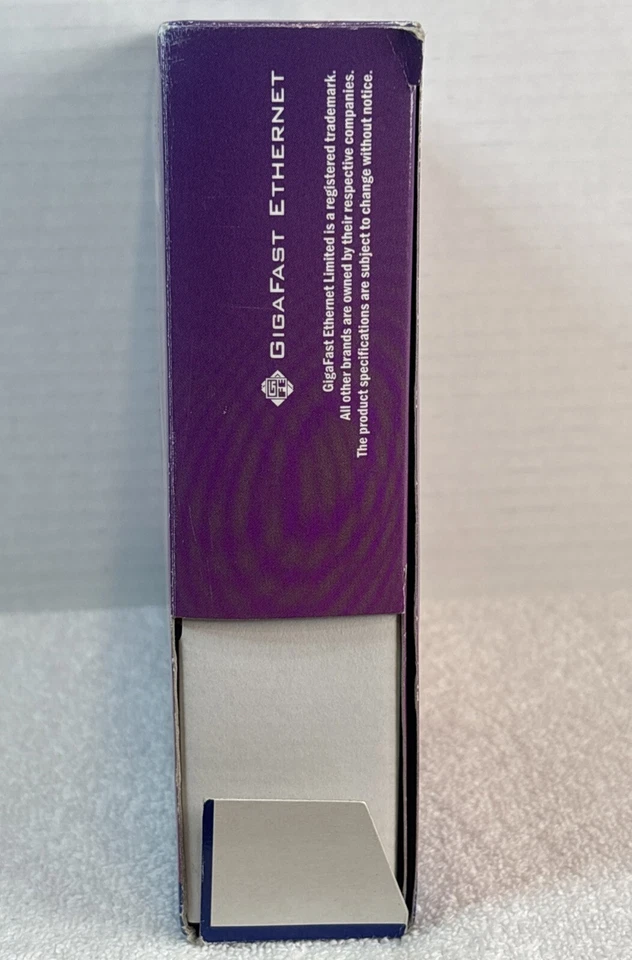 GIGAFAST ETHERNET
GigaFast Ethernet Limited is a registered trademark.
All other brands are owned by their respective companies.
The product specifications are subject to change without notice.